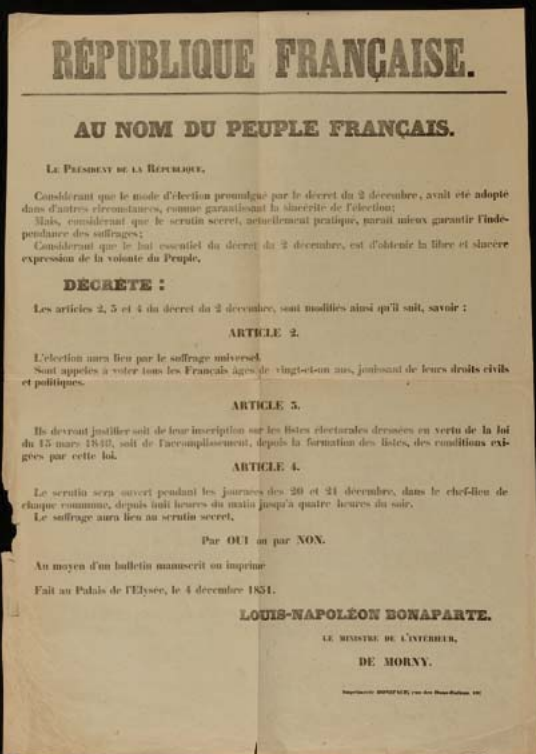 RÉPUBLIQUE FRANÇAISE.
AU NOM DU PEUPLE FRANÇAIS.
LE PRÉSIDENT DE LA RÉPUBLIQUE,
Considérant que le mode d'élection promulgué par le décret du 2 décembre, avait été adopté
dans d'autres circonstances, comme garantissant la sincérité de l'élection;
Mais, considérant que le scrutin secret, actuellement pratiqué, paraît mieux garantir l'indé-
pendance des suffrages;
Considérant que le but essentiel du décret du 2 décembre, est d'obtenir la libre et sincère
expression de la volonté du Peuple,
DÉCRÈTE :
Les articles 2, 3 et 4 du décret du 2 décembre, sont modifiés ainsi qu'il suit, savoir :
ARTICLE 2.
L'élection aura lieu par le suffrage universel.
Sont appelés à voter tous les Français âgés de vingt-et-un ans, jouissant de leurs droits civils
et politiques.
ARTICLE 3.
Ils devront justifier soit de leur inscription sur les listes électorales dressées en vertu de la loi
du 15 mars 1849, soit de l'accomplissement, depuis la formation des listes, des conditions exi-
gées par cette loi.
ARTICLE 4.
Le scrutin sera ouvert pendant les journées des 20 et 21 décembre, dans le chef-lieu de
chaque commune, depuis huit heures du matin jusqu'à quatre heures du soir.
Le suffrage aura lieu au scrutin secret,
Par OUI ou par NON.
Au moyen d'un bulletin manuscrit ou imprimé
Fait au Palais de l'Elysée, le 4 décembre 1851.
LOUIS-NAPOLÉON BONAPARTE.
LE MINISTRE DE L'INTÉRIEUR,
DE MORNY.
Imprimerie BONIFACE, rue des Bons-Enfans,